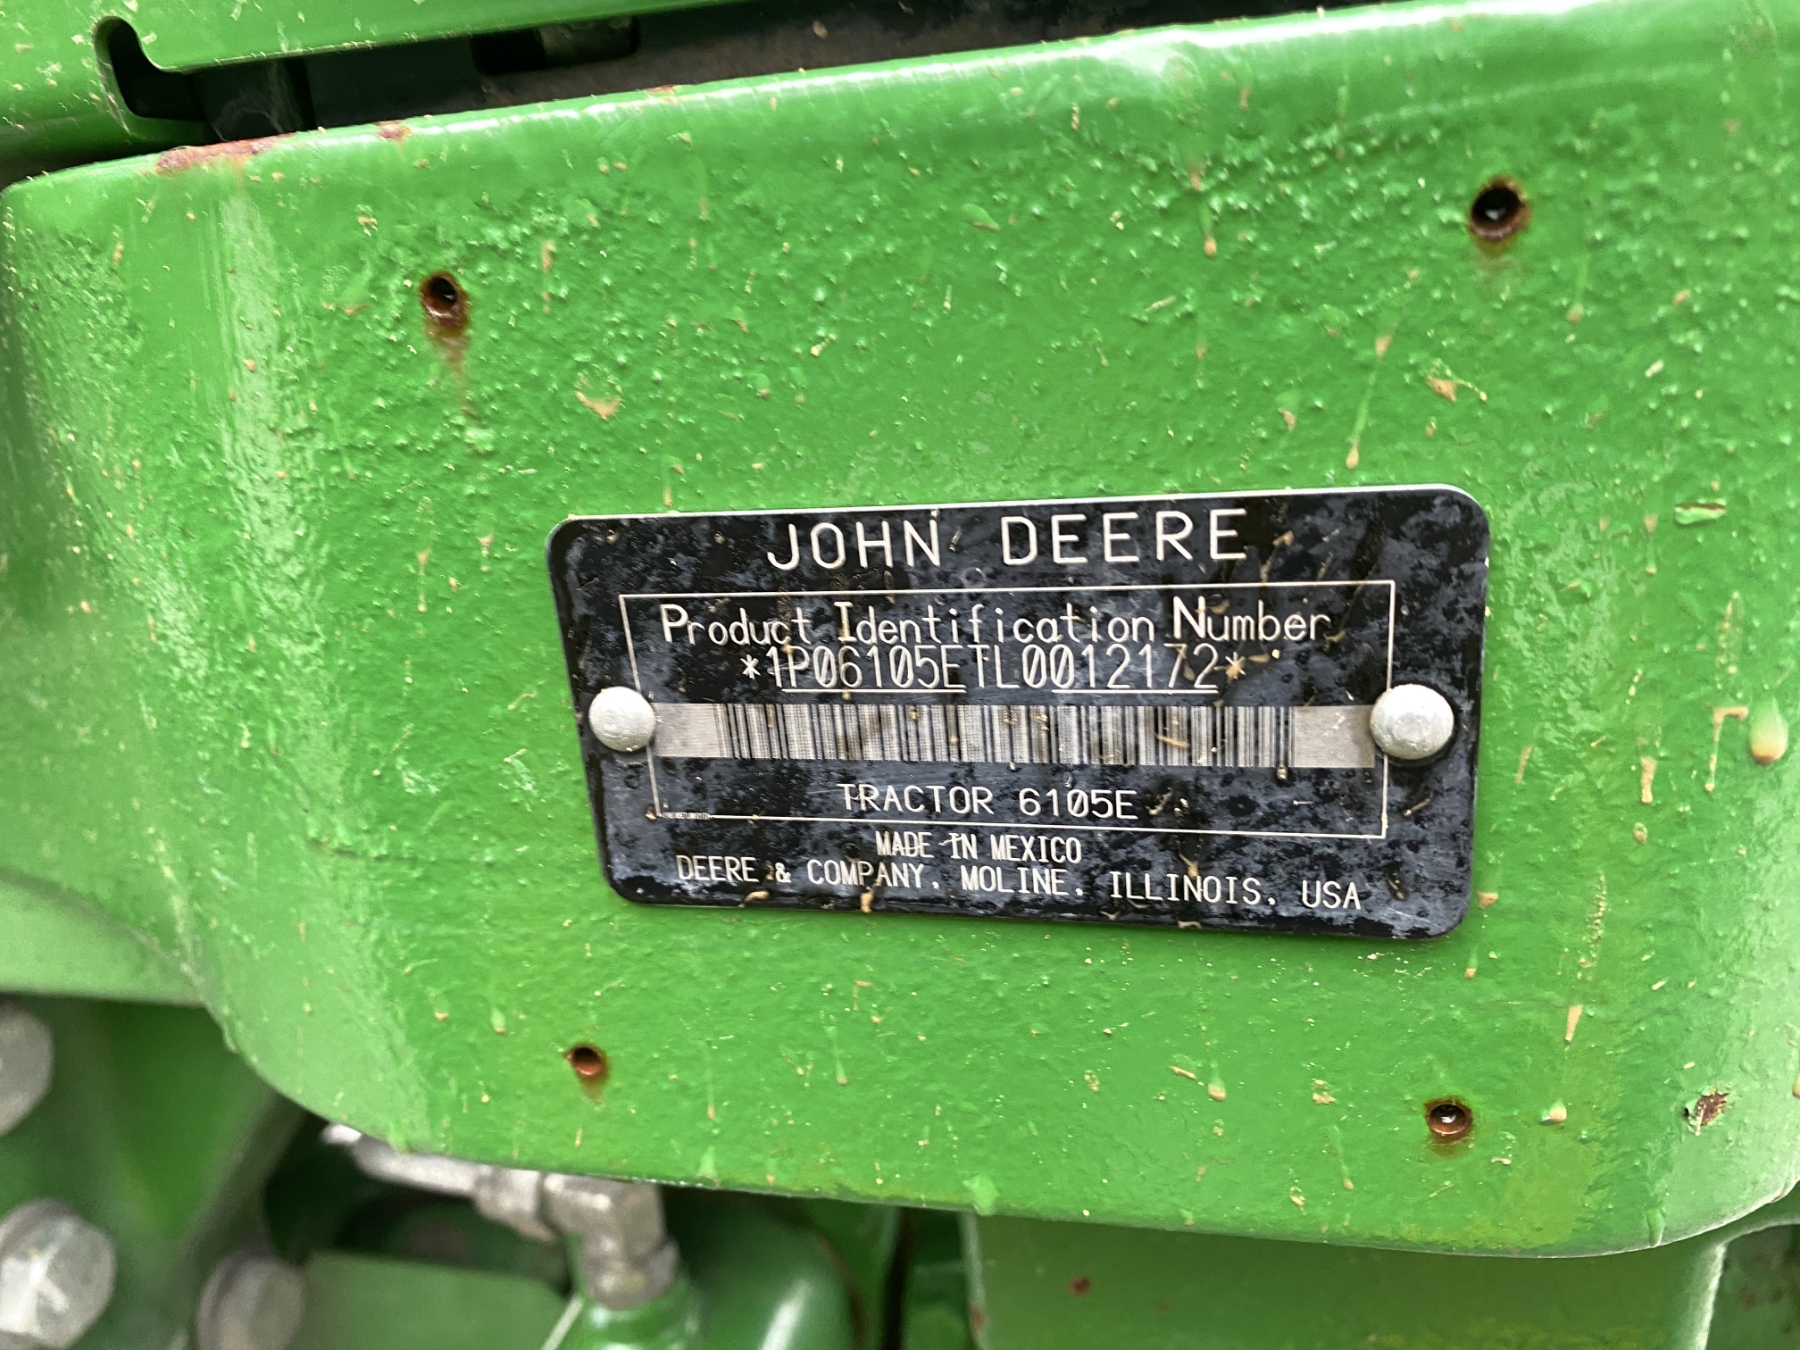 JOHN DEERE
Product Identification Number
*1P06105ETL0012172*
TRACTOR 6105E
MADE IN MEXICO
DEERE & COMPANY, MOLINE, ILLINOIS, USA